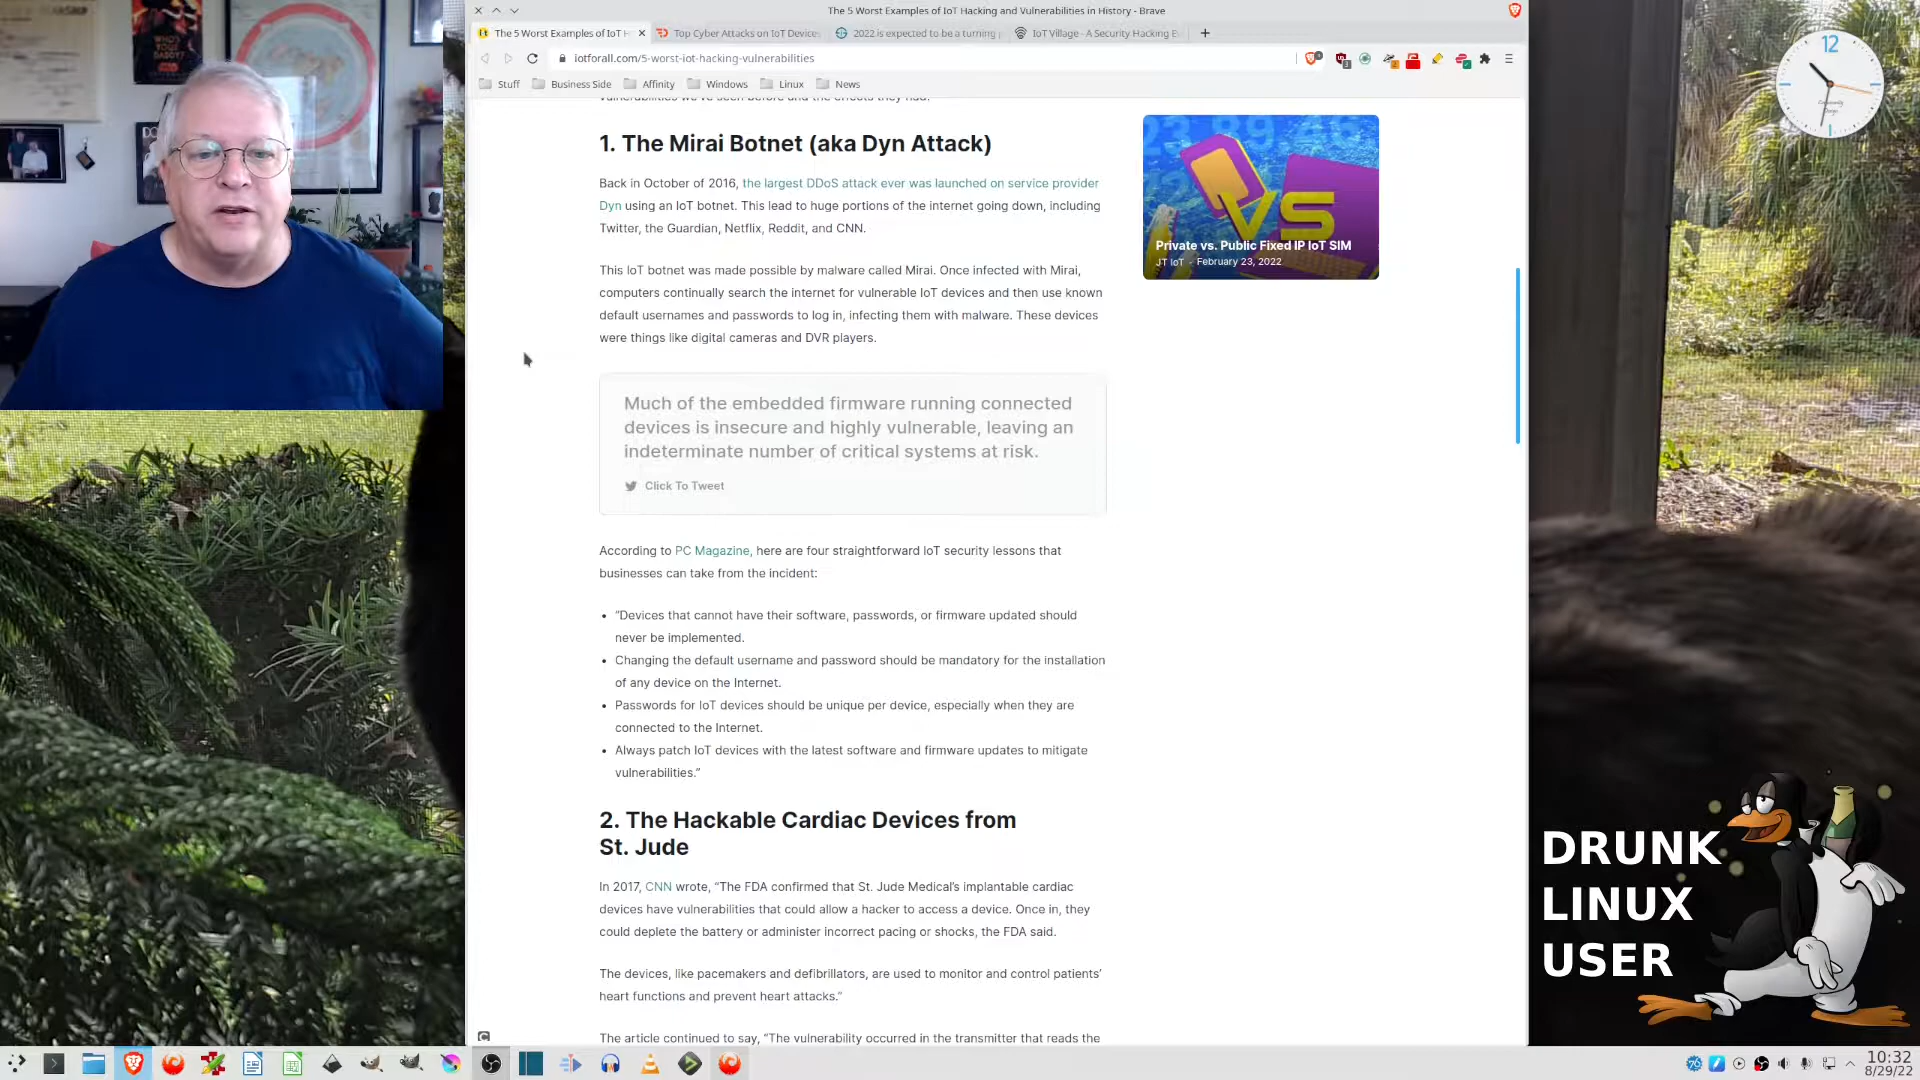 The 5 Worst Examples of IoT Hacking and Vulnerabilities in History - Brave
The 5 Worst Examples of IoT H
Top Cyber Attacks on IoT Devices
2022 is expected to be a turning p
IoT Village - A Security Hacking E
iotforall.com/5-worst-iot-hacking-vulnerabilities
Stuff
Business Side
Affinity
Windows
Linux
News
vulnerabilities we've seen before and the effects they had.
1. The Mirai Botnet (aka Dyn Attack)
Back in October of 2016, the largest DDoS attack ever was launched on service provider
Dyn using an IoT botnet. This lead to huge portions of the internet going down, including
Twitter, the Guardian, Netflix, Reddit, and CNN.
This IoT botnet was made possible by malware called Mirai. Once infected with Mirai,
computers continually search the internet for vulnerable IoT devices and then use known
default usernames and passwords to log in, infecting them with malware. These devices
were things like digital cameras and DVR players.
Much of the embedded firmware running connected
devices is insecure and highly vulnerable, leaving an
indeterminate number of critical systems at risk.
Click To Tweet
According to PC Magazine, here are four straightforward IoT security lessons that
businesses can take from the incident:
• “Devices that cannot have their software, passwords, or firmware updated should
never be implemented.
• Changing the default username and password should be mandatory for the installation
of any device on the Internet.
• Passwords for IoT devices should be unique per device, especially when they are
connected to the Internet.
• Always patch IoT devices with the latest software and firmware updates to mitigate
vulnerabilities.”
2. The Hackable Cardiac Devices from
St. Jude
In 2017, CNN wrote, “The FDA confirmed that St. Jude Medical’s implantable cardiac
devices have vulnerabilities that could allow a hacker to access a device. Once in, they
could deplete the battery or administer incorrect pacing or shocks, the FDA said.
The devices, like pacemakers and defibrillators, are used to monitor and control patients’
heart functions and prevent heart attacks.”
The article continued to say, “The vulnerability occurred in the transmitter that reads the
VS
Private vs. Public Fixed IP IoT SIM
JT IoT - February 23, 2022
12
DRUNK
LINUX
USER
10:32
8/29/22